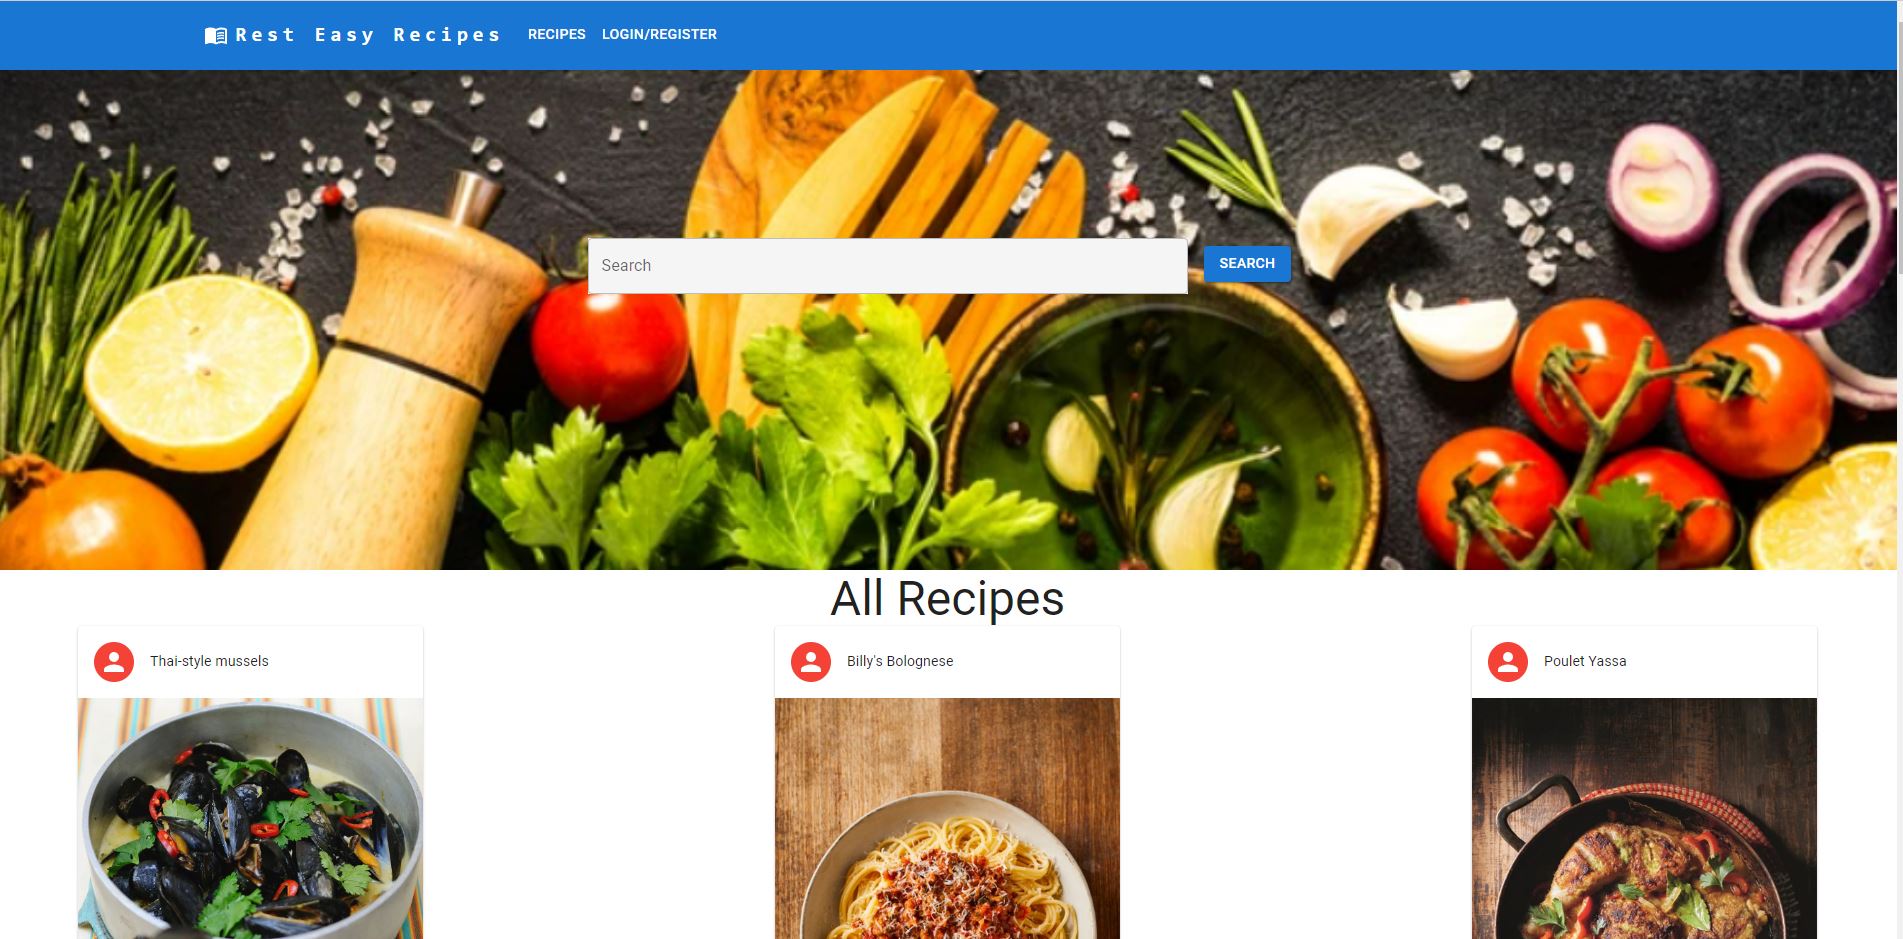 Rest Easy Recipes RECIPES LOGIN/REGISTER
Search SEARCH
All Recipes
Thai-style mussels Billy's Bolognese Poulet Yassa